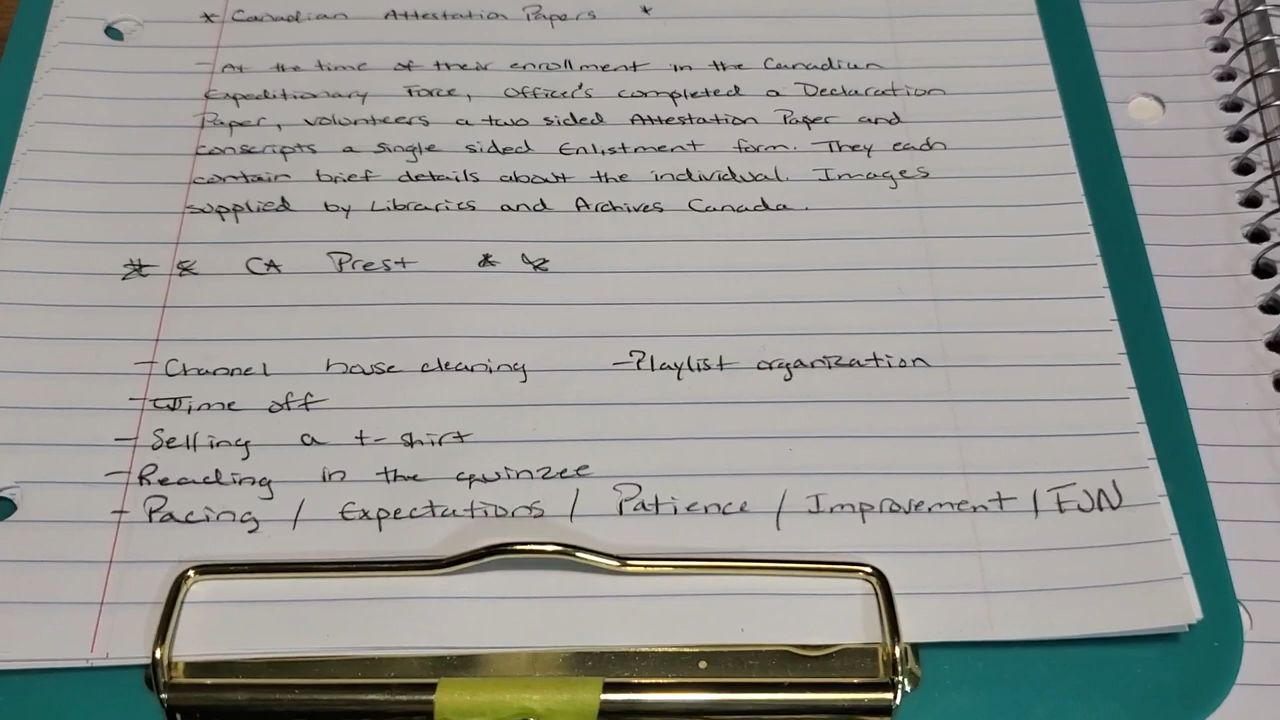 * Canadian Attestation Papers *
- At the time of their enrollment in the Canadian
Expeditionary Force, Officer's completed a Declaration
Paper, volunteers a two sided Attestation Paper and
conscripts a single sided Enlistment form. They each
contain brief details about the individual. Images
supplied by Libraries and Archives Canada.
* * CA Prest * *
- Channel house cleaning - Playlist organization
- Time off
- Selling a t-shirt
- Reading in the quinzee
- Pacing / Expectations / Patience / Improvement / FUN